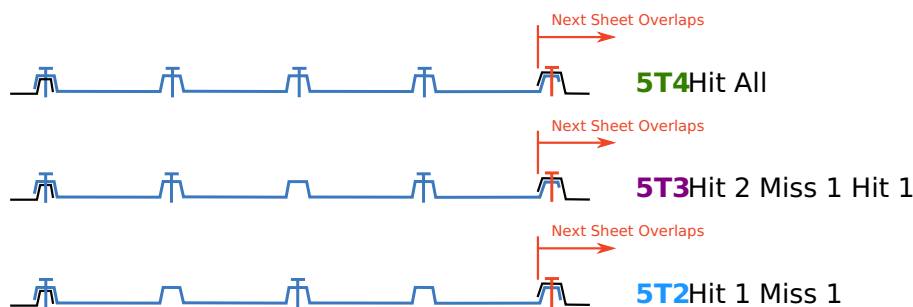 Next Sheet Overlaps
5T4Hit All
Next Sheet Overlaps
5T3Hit 2 Miss 1 Hit 1
Next Sheet Overlaps
5T2Hit 1 Miss 1